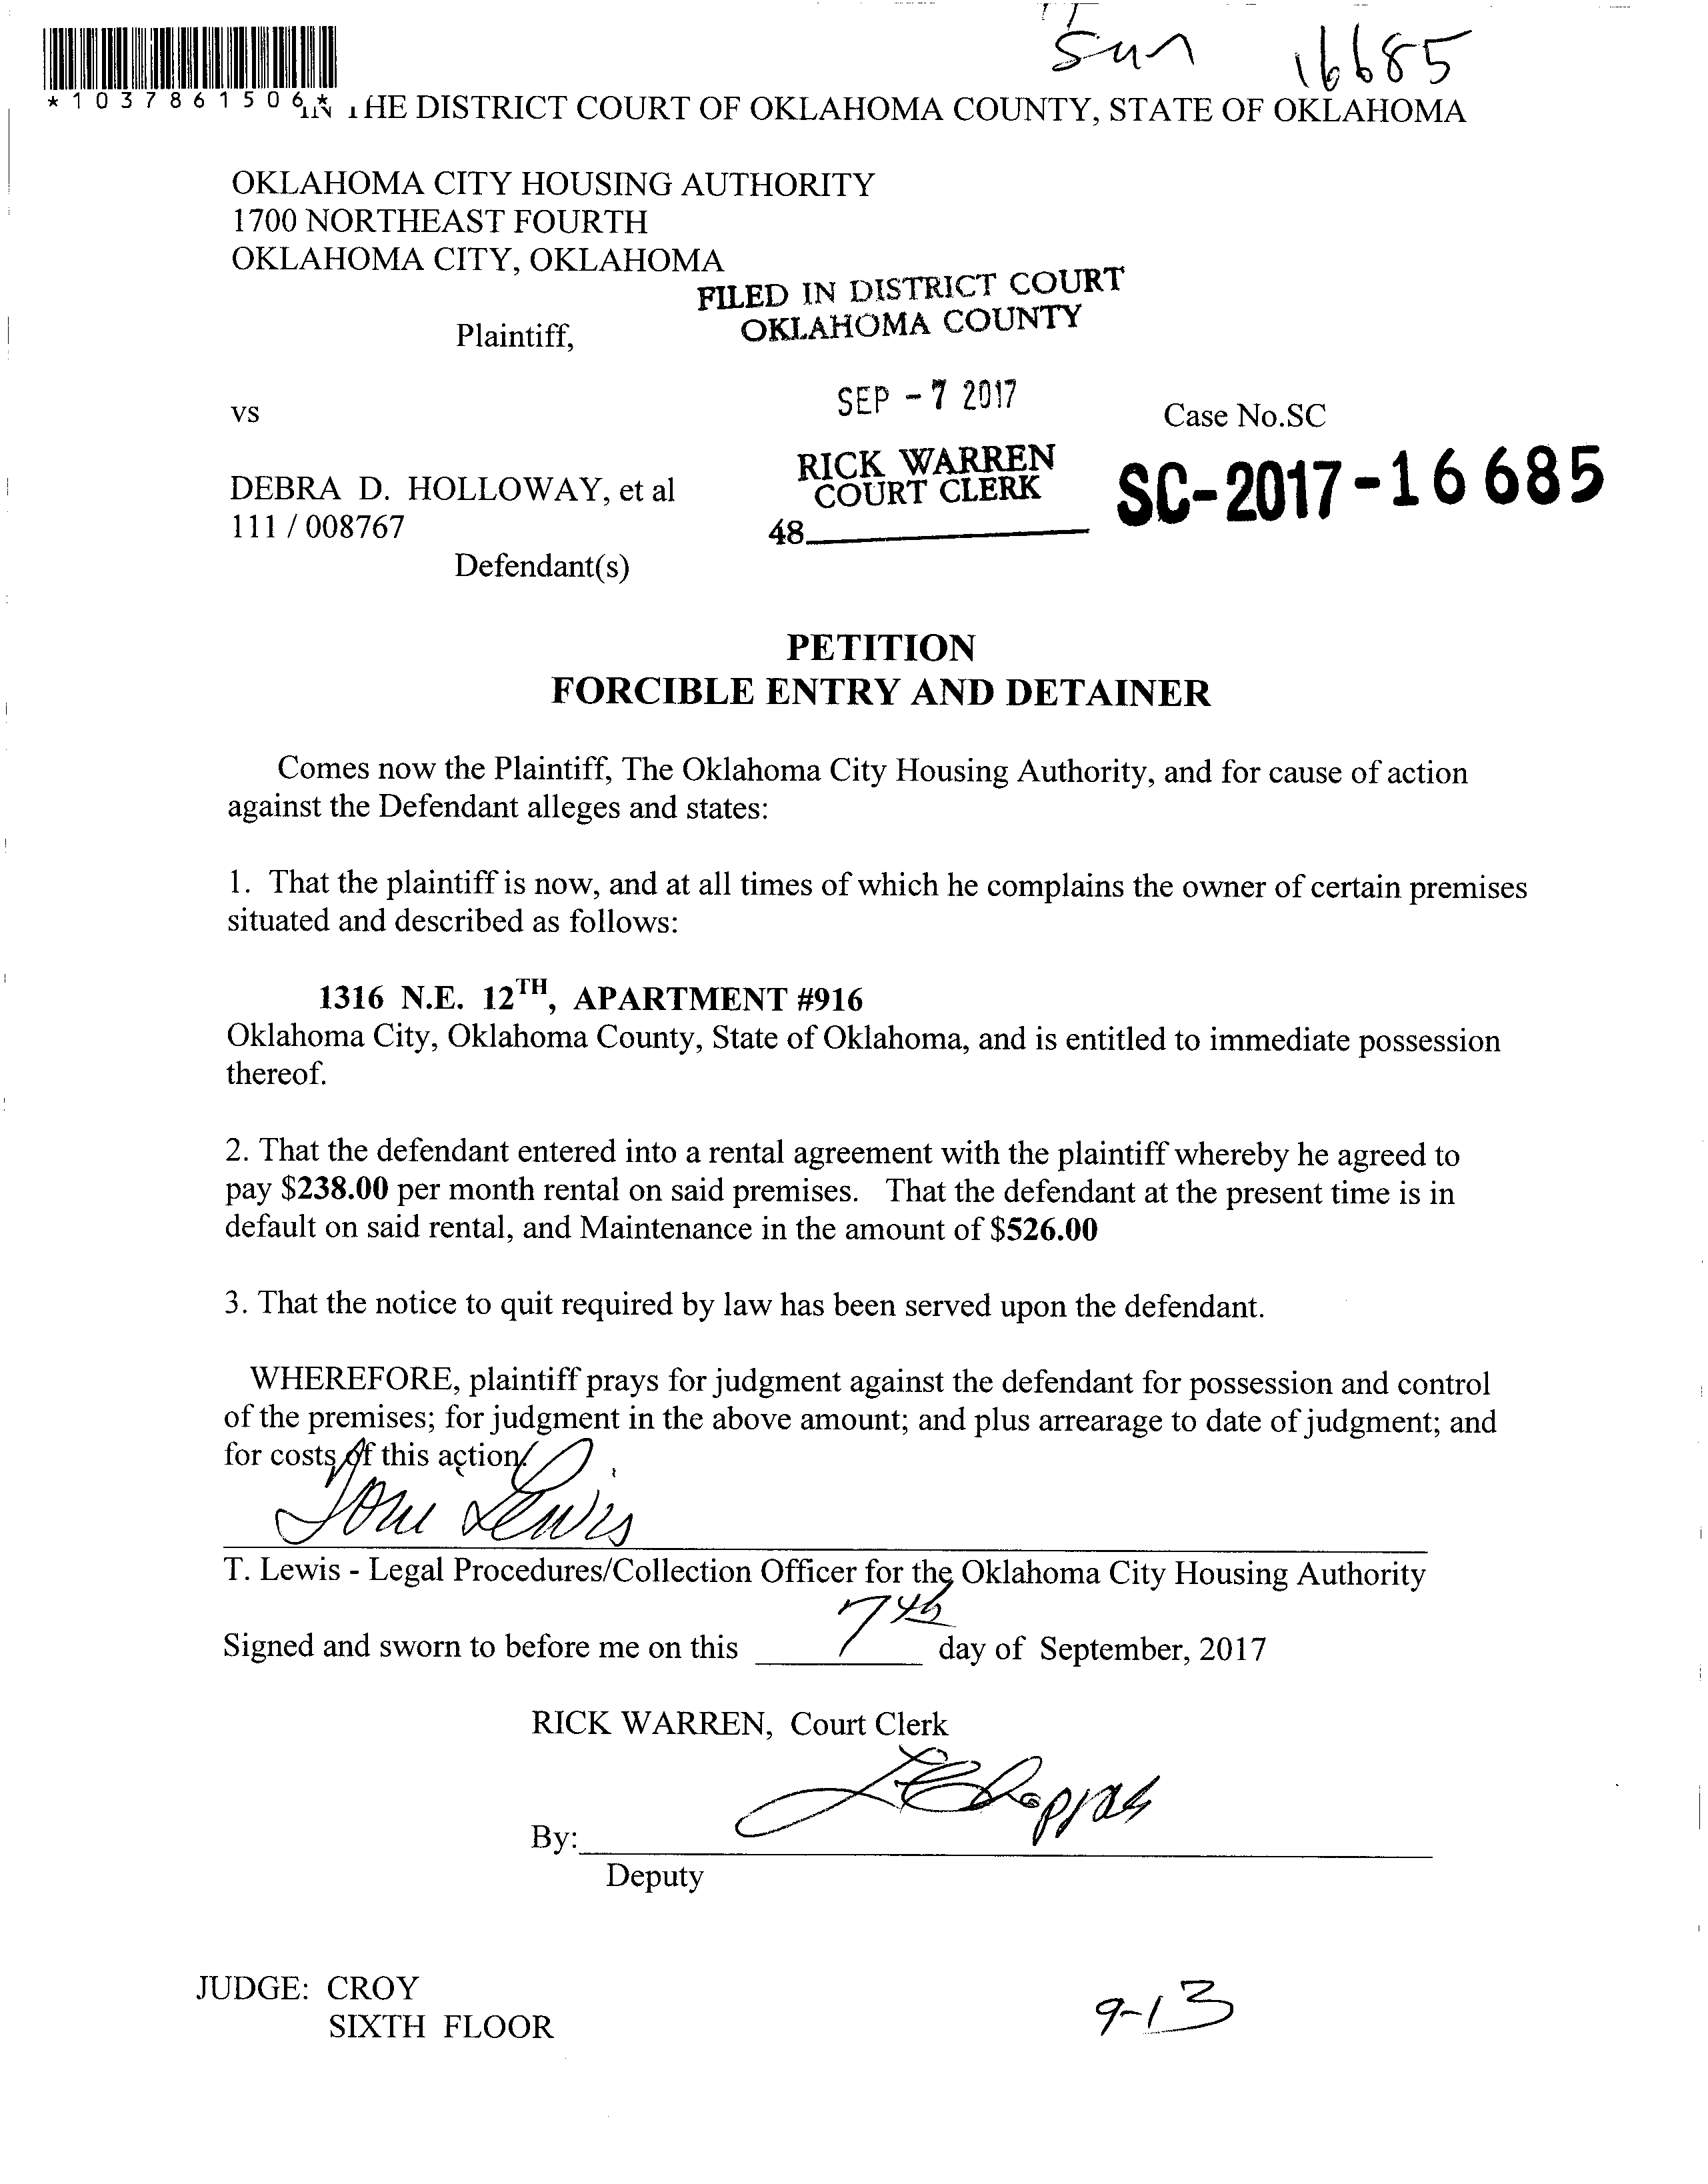 Sun 16685
*1037861506*
IN THE DISTRICT COURT OF OKLAHOMA COUNTY, STATE OF OKLAHOMA
OKLAHOMA CITY HOUSING AUTHORITY
1700 NORTHEAST FOURTH
OKLAHOMA CITY, OKLAHOMA
FILED IN DISTRICT COURT
OKLAHOMA COUNTY
Plaintiff,
SEP -7 2017
vs
Case No.SC
RICK WARREN
COURT CLERK
SC-2017-16685
DEBRA D. HOLLOWAY, et al
111 / 008767
48
Defendant(s)
PETITION
FORCIBLE ENTRY AND DETAINER
Comes now the Plaintiff, The Oklahoma City Housing Authority, and for cause of action
against the Defendant alleges and states:
1. That the plaintiff is now, and at all times of which he complains the owner of certain premises
situated and described as follows:
1316 N.E. 12TH, APARTMENT #916
Oklahoma City, Oklahoma County, State of Oklahoma, and is entitled to immediate possession
thereof.
2. That the defendant entered into a rental agreement with the plaintiff whereby he agreed to
pay $238.00 per month rental on said premises. That the defendant at the present time is in
default on said rental, and Maintenance in the amount of $526.00
3. That the notice to quit required by law has been served upon the defendant.
WHEREFORE, plaintiff prays for judgment against the defendant for possession and control
of the premises; for judgment in the above amount; and plus arrearage to date of judgment; and
for costs of this action.
Lewis
T. Lewis - Legal Procedures/Collection Officer for the Oklahoma City Housing Authority
Signed and sworn to before me on this 7th day of September, 2017
RICK WARREN, Court Clerk
By:
Deputy
JUDGE: CROY
SIXTH FLOOR
9-13